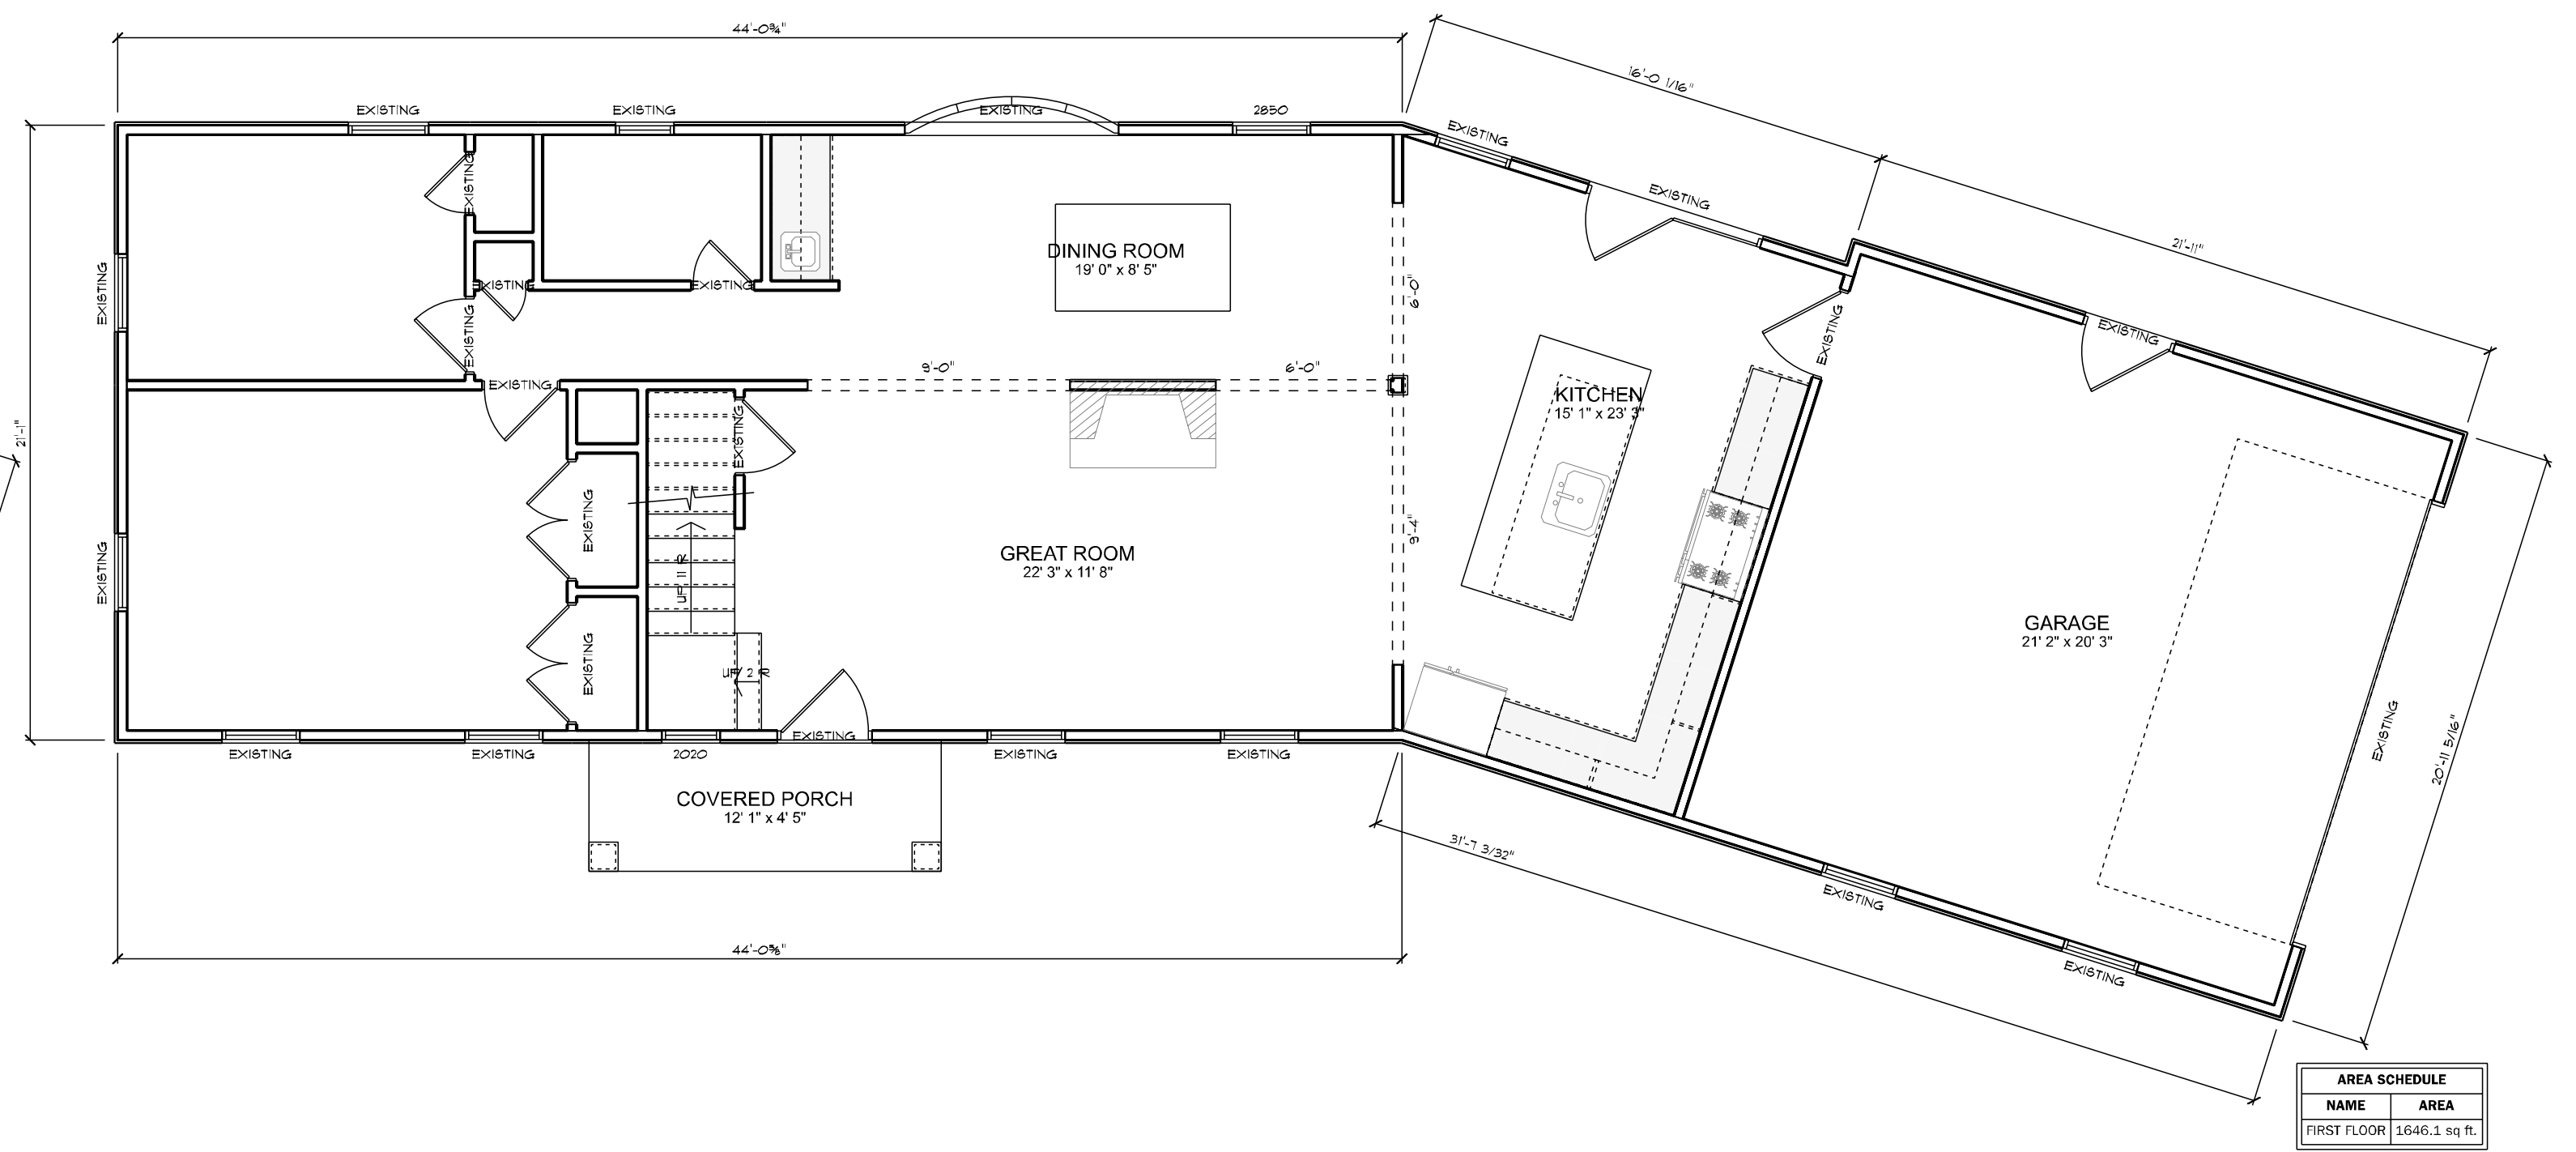 44'-0¾"
16'-0 1/16"
EXISTING
EXISTING
EXISTING
2850
EXISTING
EXISTING
21'-11"
EXISTING
EXISTING
EXISTING
EXISTING
DINING ROOM
19' 0" x 8' 5"
6'-0"
EXISTING
EXISTING
EXISTING
EXISTING
EXISTING
9'-0"
6'-0"
EXISTING
KITCHEN
15' 1" x 23' 3"
21'-1"
EXISTING
EXISTING
EXISTING
UP 11 R
GREAT ROOM
22' 3" x 11' 8"
9'-4"
GARAGE
21' 2" x 20' 3"
EXISTING
UP 2 R
EXISTING
20'-11 5/16"
EXISTING
EXISTING
EXISTING
2020
EXISTING
EXISTING
COVERED PORCH
12' 1" x 4' 5"
31'-7 3/32"
EXISTING
EXISTING
44'-0⅝"
AREA SCHEDULE
NAME AREA
FIRST FLOOR 1646.1 sq ft.